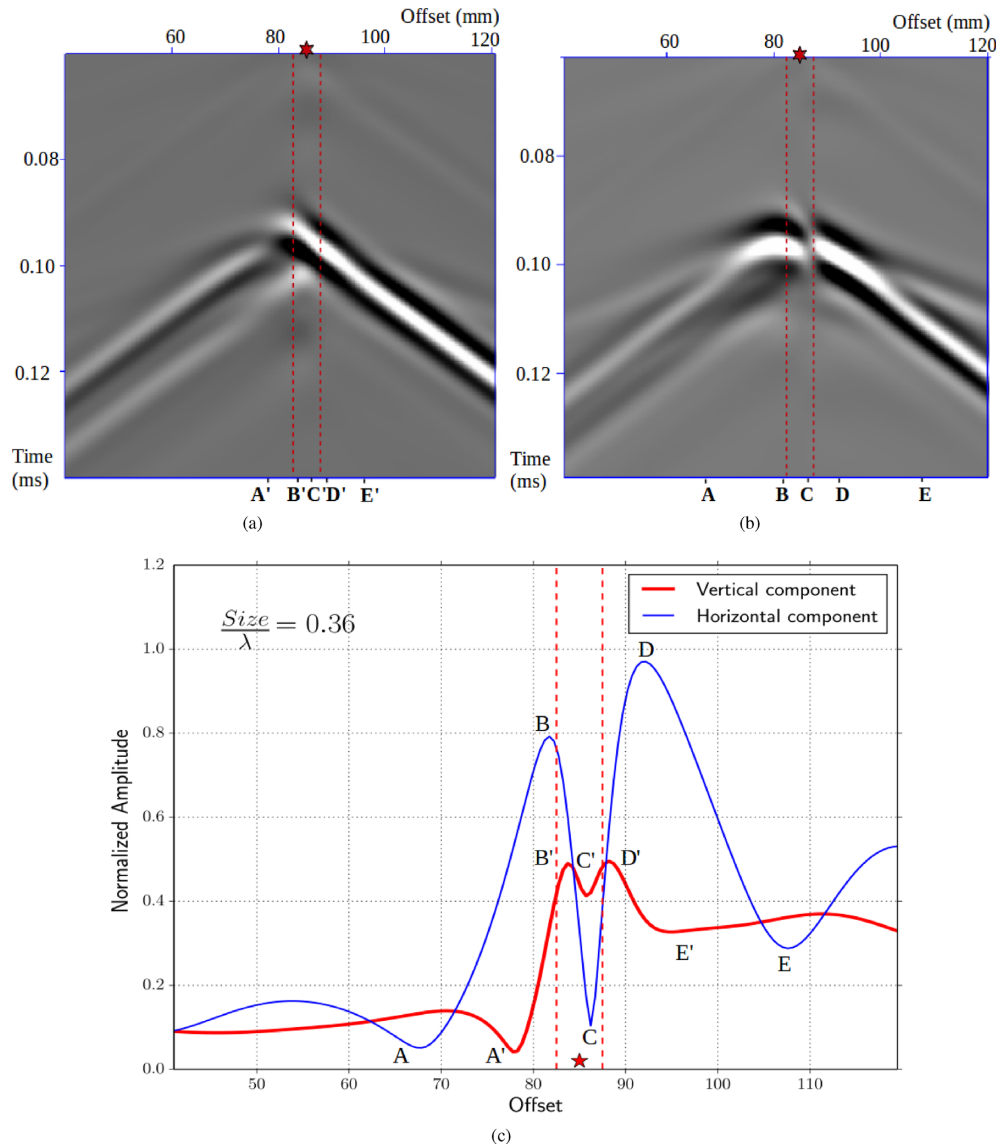 Offset (mm)
60 80 100 120
0.08
0.10
0.12
Time
(ms)
A' B' C' D' E'
(a)
Offset (mm)
60 80 100 120
0.08
0.10
0.12
Time
(ms)
A B C D E
(b)
Size/λ = 0.36
Vertical component
Horizontal component
Normalized Amplitude
1.2
1.0
0.8
0.6
0.4
0.2
0.0
D
B
B' C' D'
E' E
A A' C
50 60 70 80 90 100 110
Offset
(c)